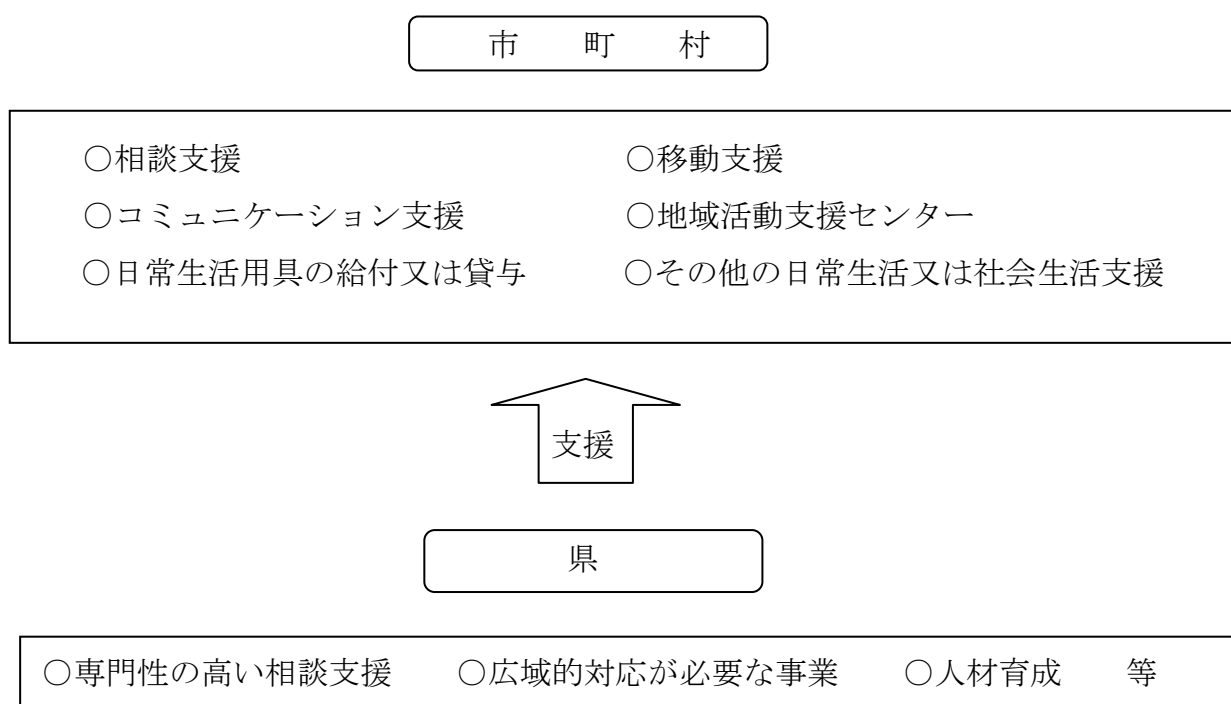 市　町　村
○相談支援　○移動支援
○コミュニケーション支援　○地域活動支援センター
○日常生活用具の給付又は貸与　○その他の日常生活又は社会生活支援
支援
県
○専門性の高い相談支援　○広域的対応が必要な事業　○人材育成　等